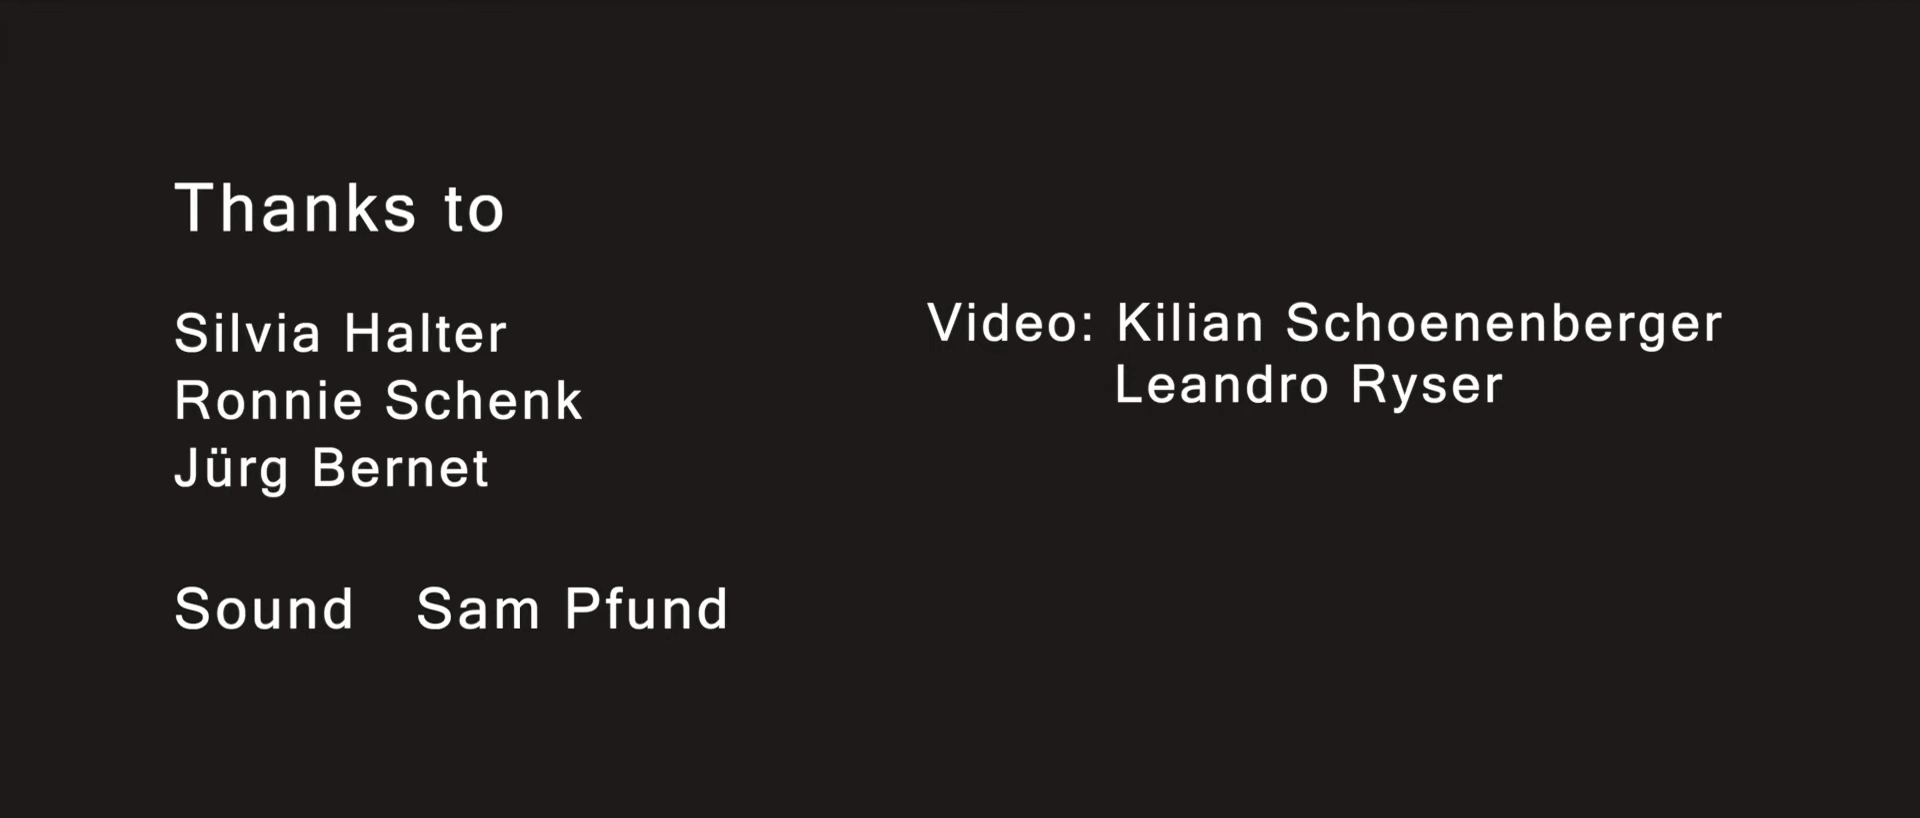 Thanks to
Silvia Halter
Ronnie Schenk
Jürg Bernet
Sound Sam Pfund
Video: Kilian Schoenenberger
Leandro Ryser